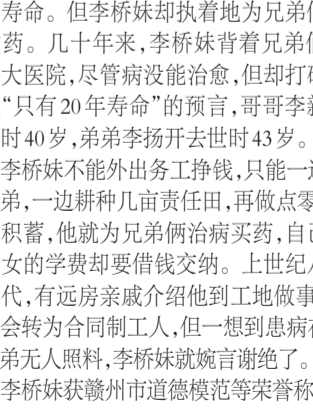 寿命。但李桥妹却执着地为兄弟
药。几十年来,李桥妹背着兄弟
大医院,尽管病没能治愈,但却打
“只有20年寿命”的预言,哥哥李
时40岁,弟弟李扬开去世时43岁。
李桥妹不能外出务工挣钱,只能一
弟,一边耕种几亩责任田,再做点零
积蓄,他就为兄弟俩治病买药,自
女的学费却要借钱交纳。上世纪
代,有远房亲戚介绍他到工地做事
会转为合同制工人,但一想到患病
弟无人照料,李桥妹就婉言谢绝了。
李桥妹获赣州市道德模范等荣誉称